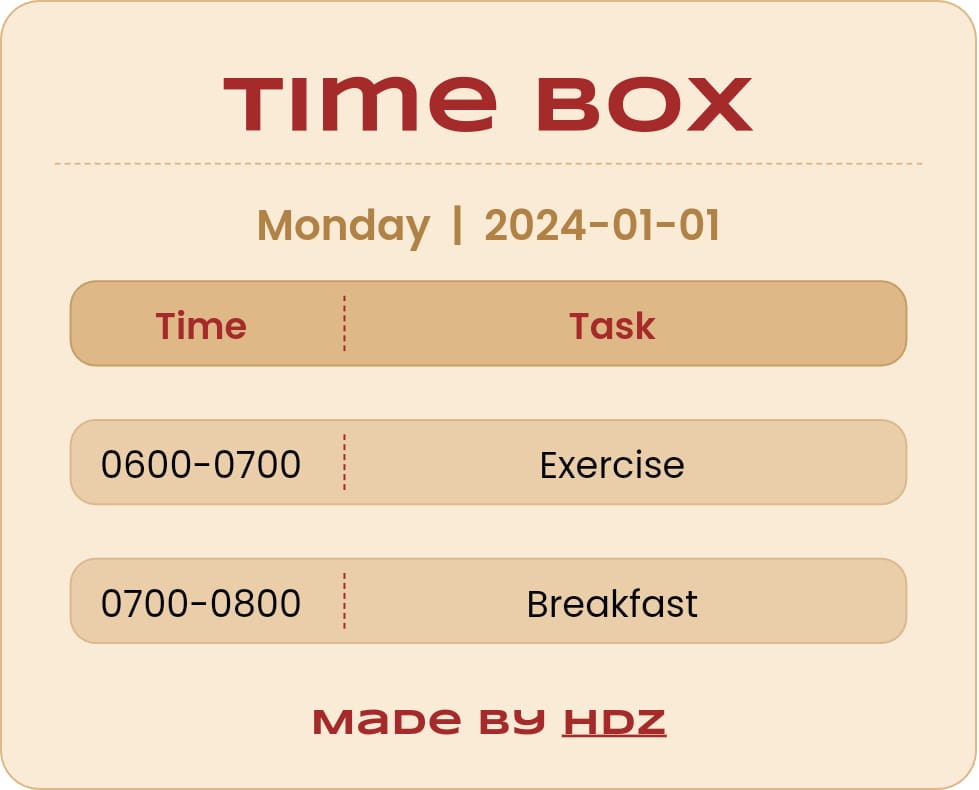 Time Box
Monday | 2024-01-01
Time Task
0600-0700 Exercise
0700-0800 Breakfast
Made By HDZ